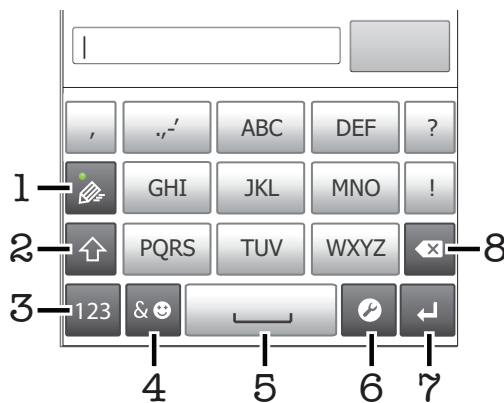 , .,-′ ABC DEF ?
1 GHI JKL MNO !
2 PQRS TUV WXYZ 8
3 123 &
4 5 6 7